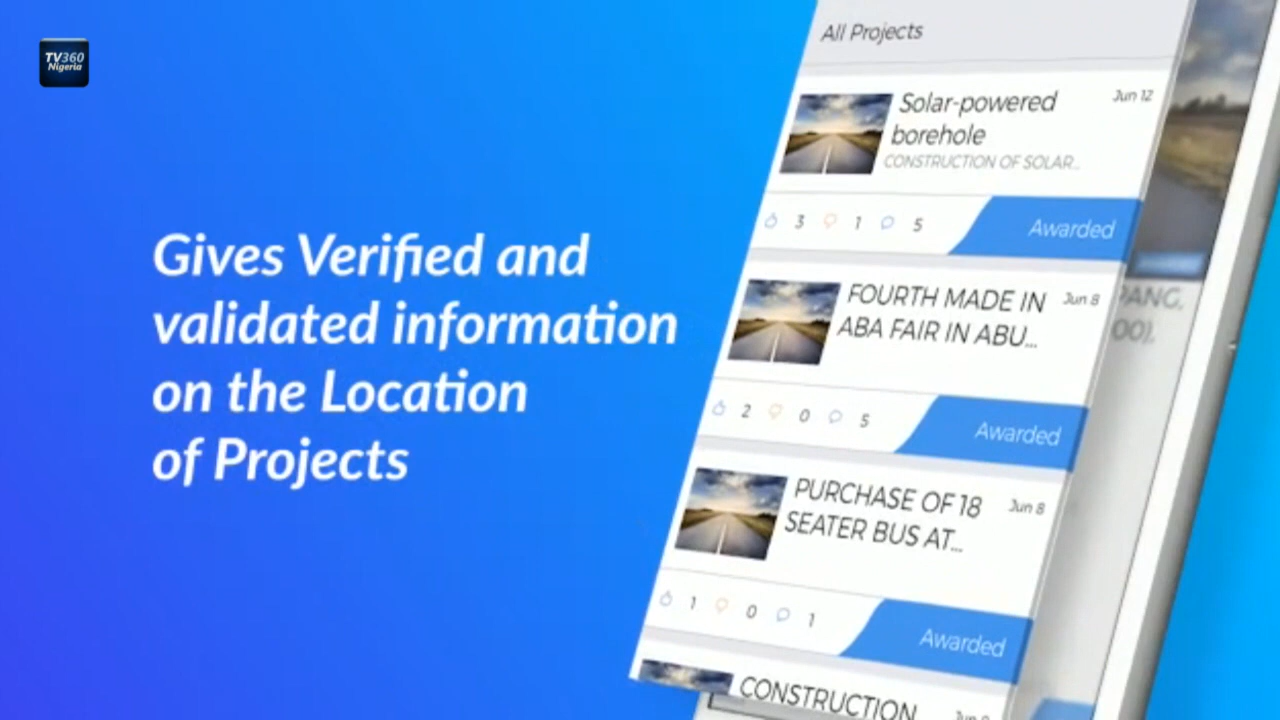 TV360
Nigeria
Gives Verified and
validated information
on the Location
of Projects
All Projects
Solar-powered
borehole
Jun 12
CONSTRUCTION OF SOLAR...
3 1 5
Awarded
FOURTH MADE IN
ABA FAIR IN ABU...
Jun 8
2 0 5
Awarded
PURCHASE OF 18
SEATER BUS AT...
Jun 8
1 0 1
Awarded
CONSTRUCTION
PANG,
00).